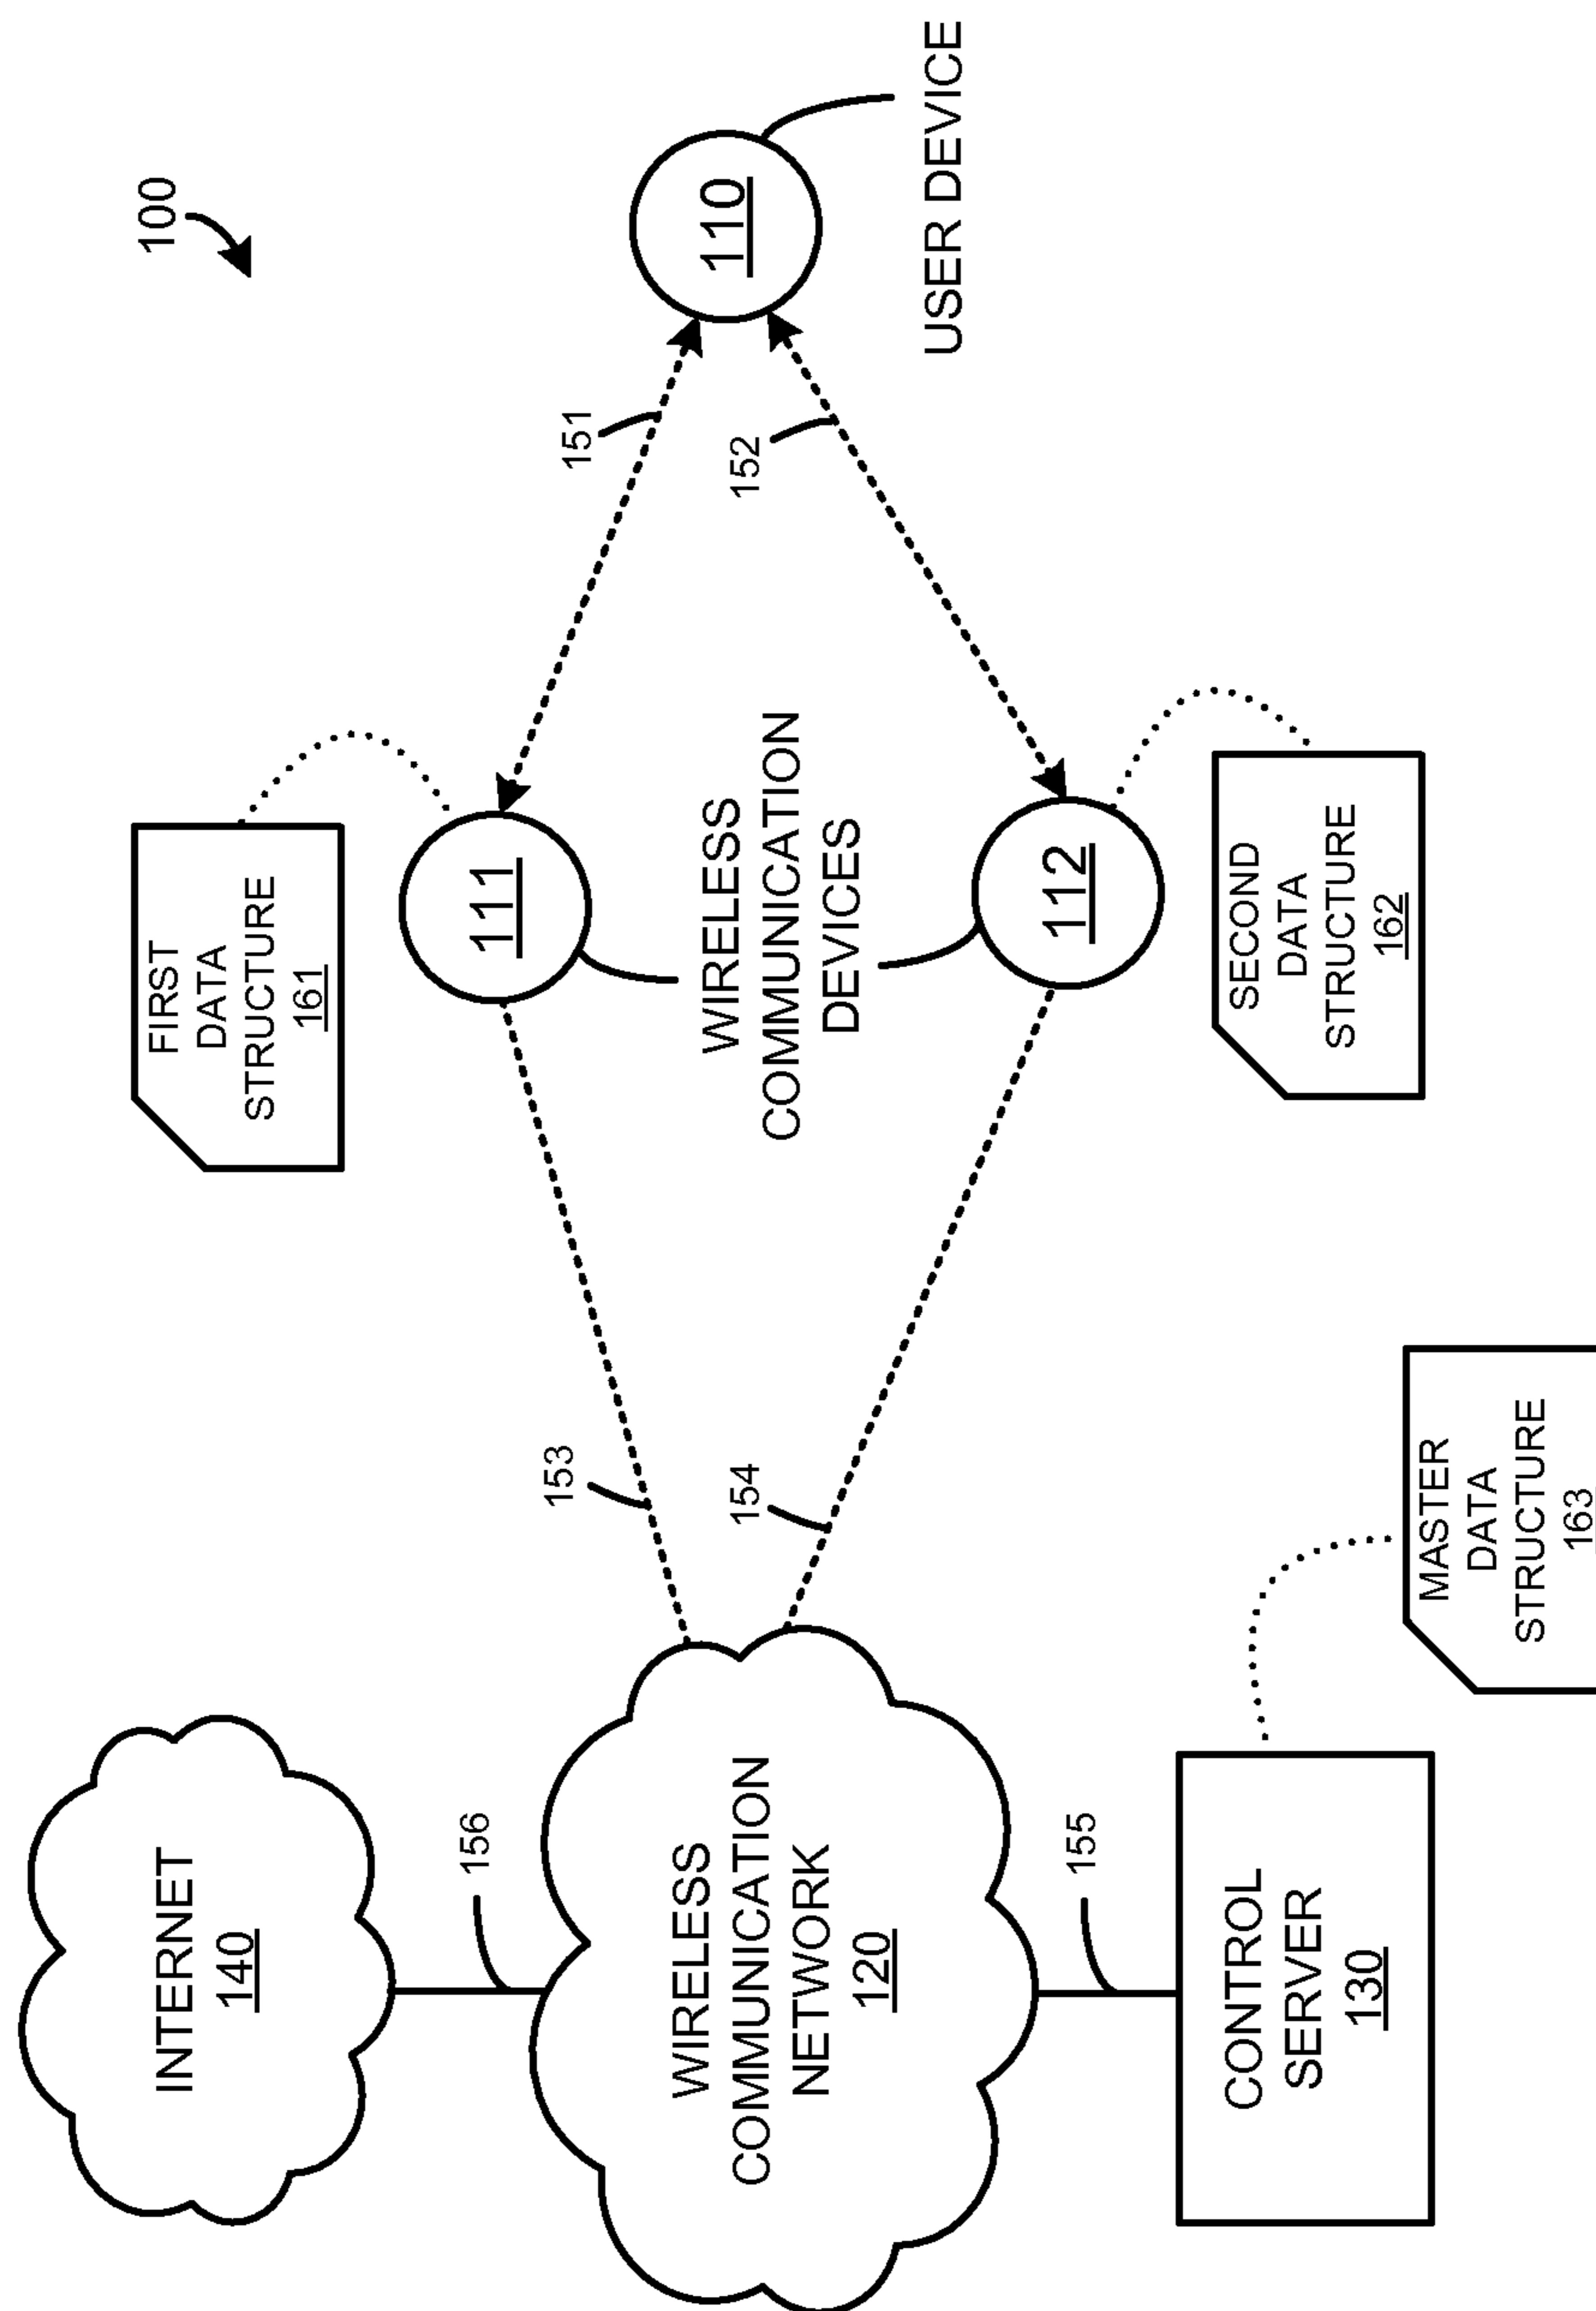 100
INTERNET
140
FIRST
DATA
STRUCTURE
161
156
153
151
111
WIRELESS
COMMUNICATION
NETWORK
120
154
WIRELESS
COMMUNICATION
DEVICES
152
110
USER DEVICE
155
112
CONTROL
SERVER
130
SECOND
DATA
STRUCTURE
162
MASTER
DATA
STRUCTURE
163